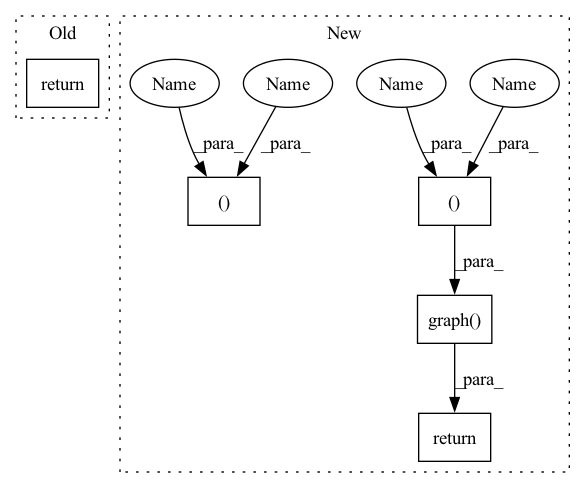 Old
New
return
Name
Name
Name
Name
_para_
_para_
_para_
_para_
()
()
_para_
graph()
_para_
return